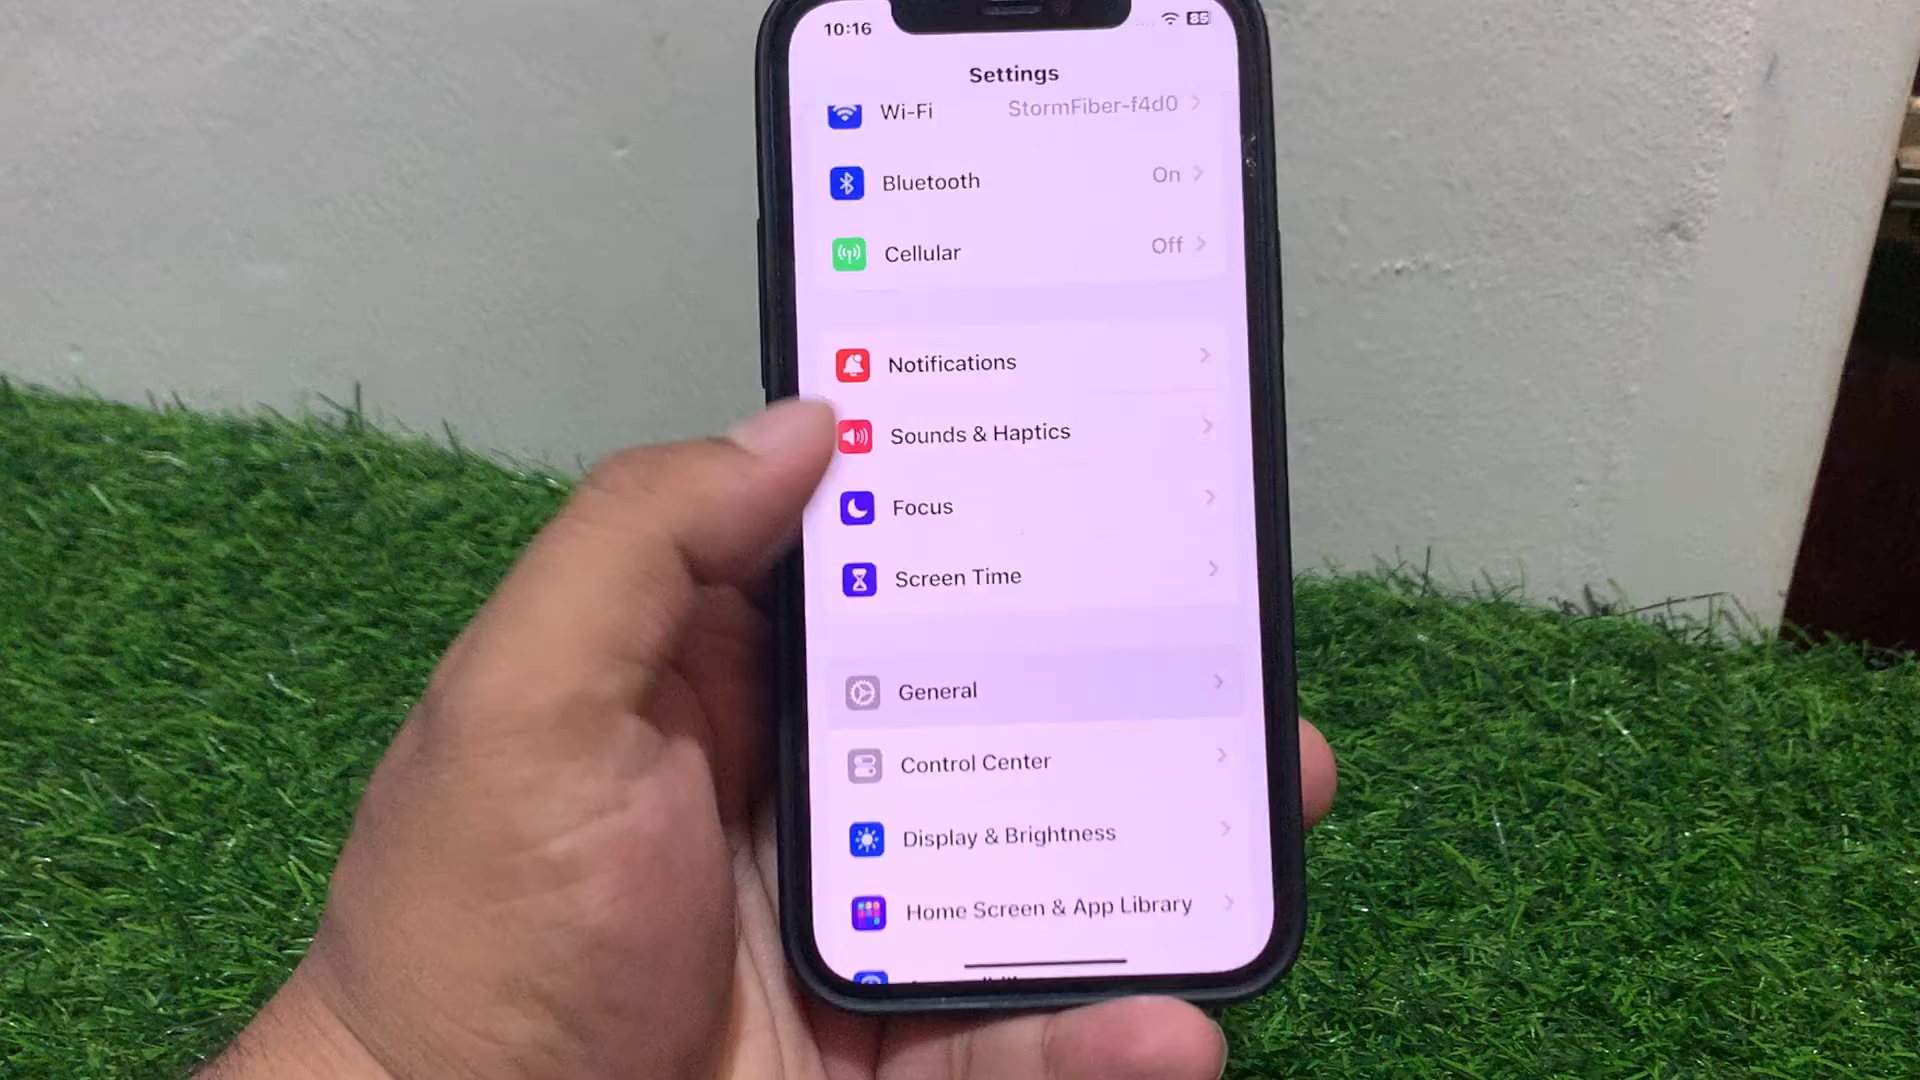 10:16
85
Settings
Wi-Fi StormFiber-f4d0
Bluetooth On
Cellular Off
Notifications
Sounds & Haptics
Focus
Screen Time
General
Control Center
Display & Brightness
Home Screen & App Library